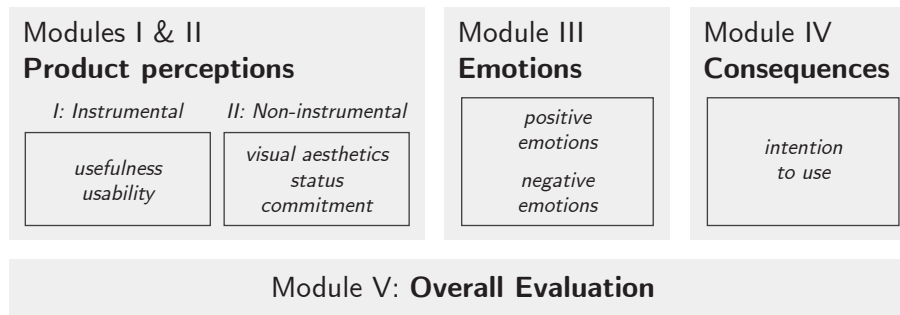 Modules I & II
Product perceptions
I: Instrumental
usefulness
usability
II: Non-instrumental
visual aesthetics
status
commitment
Module III
Emotions
positive
emotions
negative
emotions
Module IV
Consequences
intention
to use
Module V: Overall Evaluation